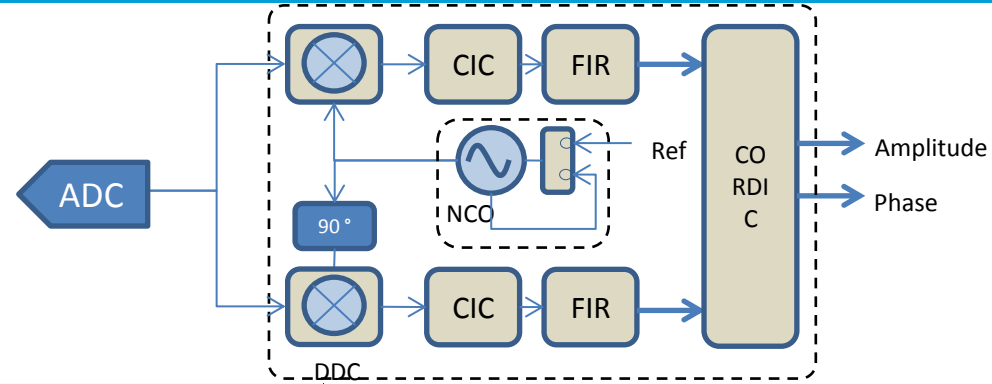 CIC
FIR
Ref
CO
RDI
C
Amplitude
ADC
Phase
NCO
90 °
CIC
FIR
DDC